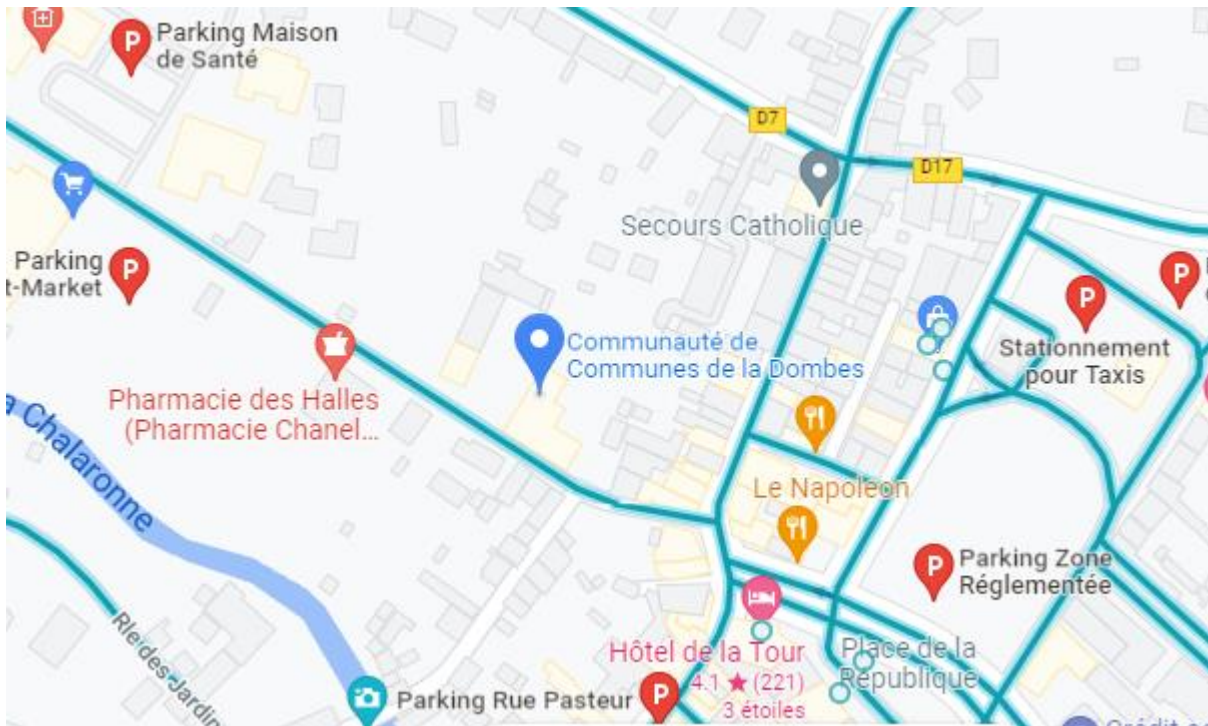 Parking Maison
de Santé
D7
D17
Secours Catholique
Parking
t-Market
Stationnement
pour Taxis
Communauté de
Communes de la Dombes
Pharmacie des Halles
(Pharmacie Chanel...
a Chalaronne
Le Napoleon
Parking Zone
Réglementée
Rle des Jardin
Hôtel de la Tour
4.1 ★ (221)
3 étoiles
Place de la
République
Parking Rue Pasteur